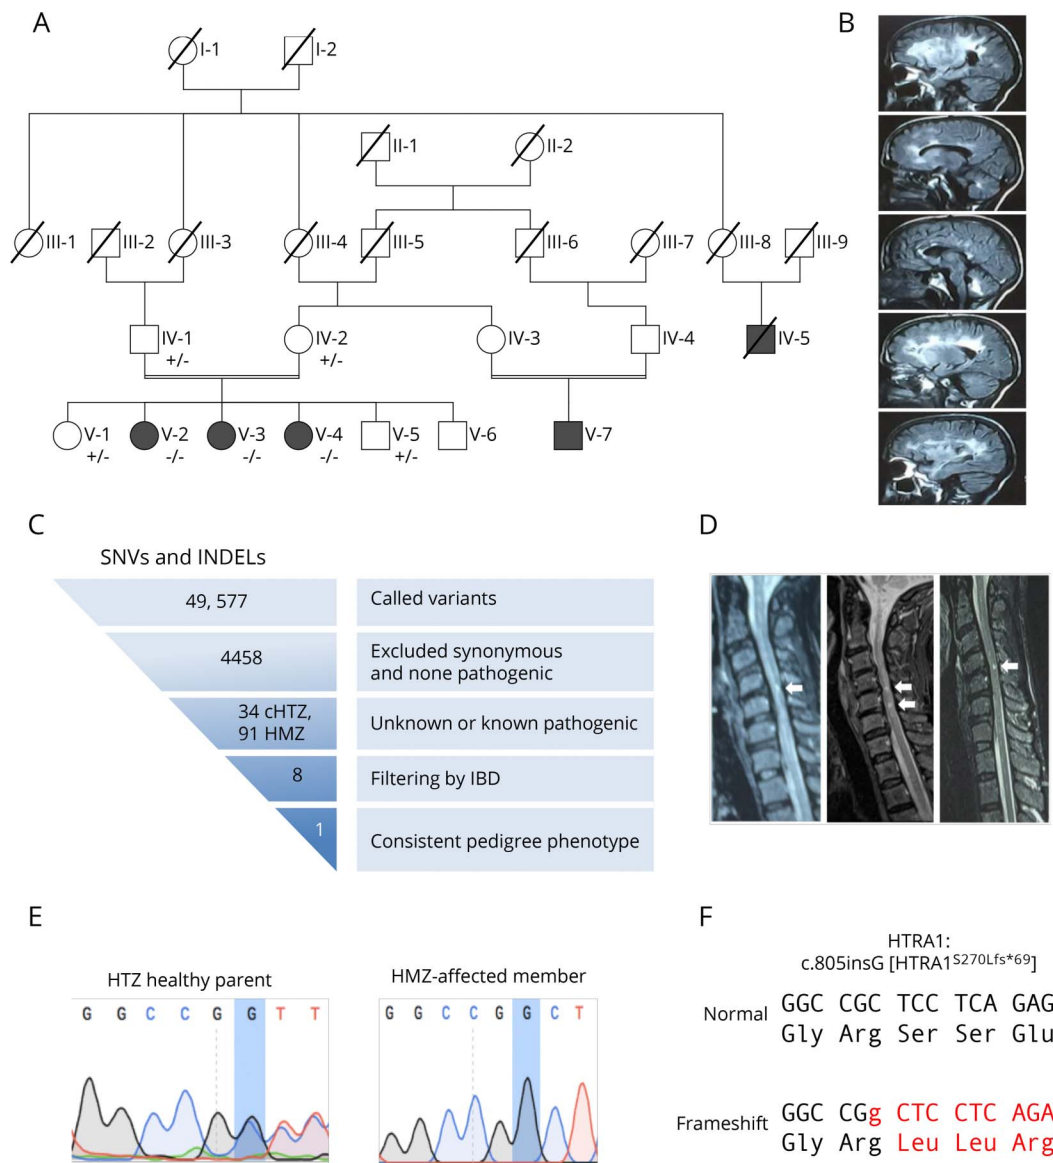 A
I-1
I-2
II-1
II-2
III-1
III-2
III-3
III-4
III-5
III-6
III-7
III-8
III-9
IV-1
+/-
IV-2
+/-
IV-3
IV-4
IV-5
V-1
+/-
V-2
-/-
V-3
-/-
V-4
-/-
V-5
+/-
V-6
V-7
B
C
SNVs and INDELs
49, 577
Called variants
4458
Excluded synonymous
and none pathogenic
34 cHTZ,
91 HMZ
Unknown or known pathogenic
8
Filtering by IBD
1
Consistent pedigree phenotype
D
E
HTZ healthy parent
G G C C G G T T
HMZ-affected member
G G C C G G C T
F
HTRA1:
c.805insG [HTRA1S270Lfs*69]
Normal
GGC CGC TCC TCA GAG
Gly Arg Ser Ser Glu
Frameshift
GGC CGg CTC CTC AGA
Gly Arg Leu Leu Arg